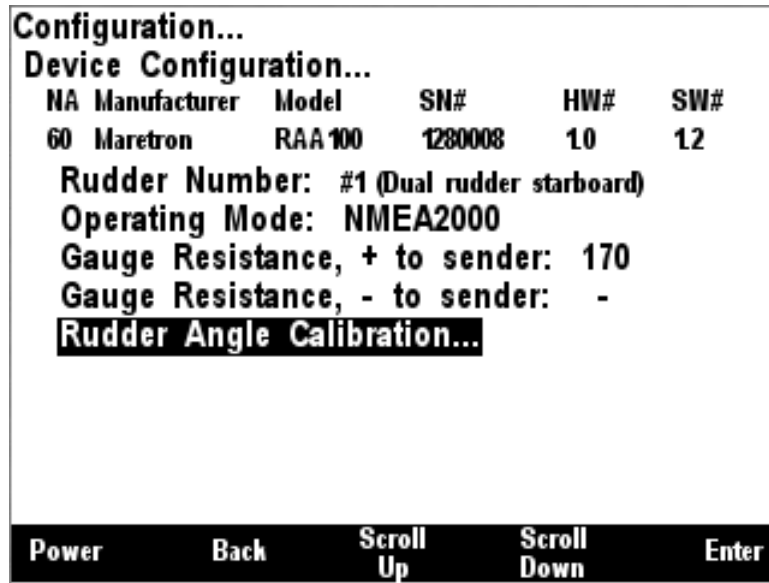 Configuration...
Device Configuration...
NA Manufacturer Model SN# HW# SW#
60 Maretron RAA100 1280008 1.0 1.2
Rudder Number: #1 (Dual rudder starboard)
Operating Mode: NMEA2000
Gauge Resistance, + to sender: 170
Gauge Resistance, - to sender: -
Rudder Angle Calibration...
Power Back Scroll Up Scroll Down Enter